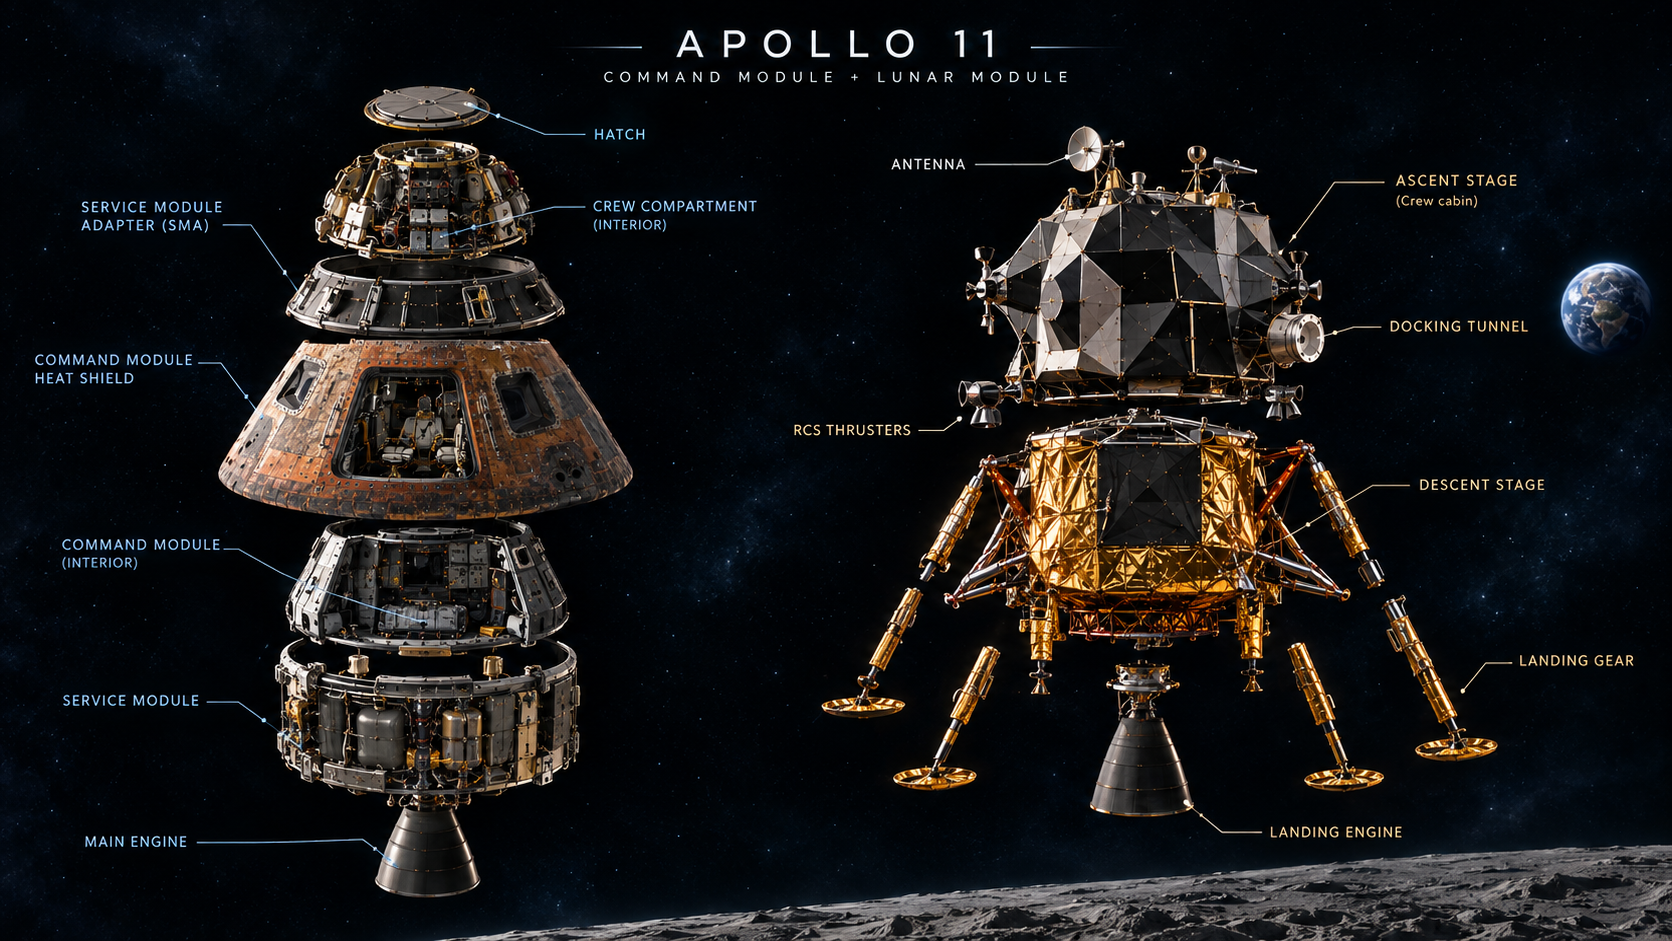 APOLLO 11
COMMAND MODULE + LUNAR MODULE
HATCH
SERVICE MODULE
ADAPTER (SMA)
CREW COMPARTMENT
(INTERIOR)
COMMAND MODULE
HEAT SHIELD
COMMAND MODULE
(INTERIOR)
SERVICE MODULE
MAIN ENGINE
ANTENNA
ASCENT STAGE
(Crew cabin)
DOCKING TUNNEL
RCS THRUSTERS
DESCENT STAGE
LANDING GEAR
LANDING ENGINE